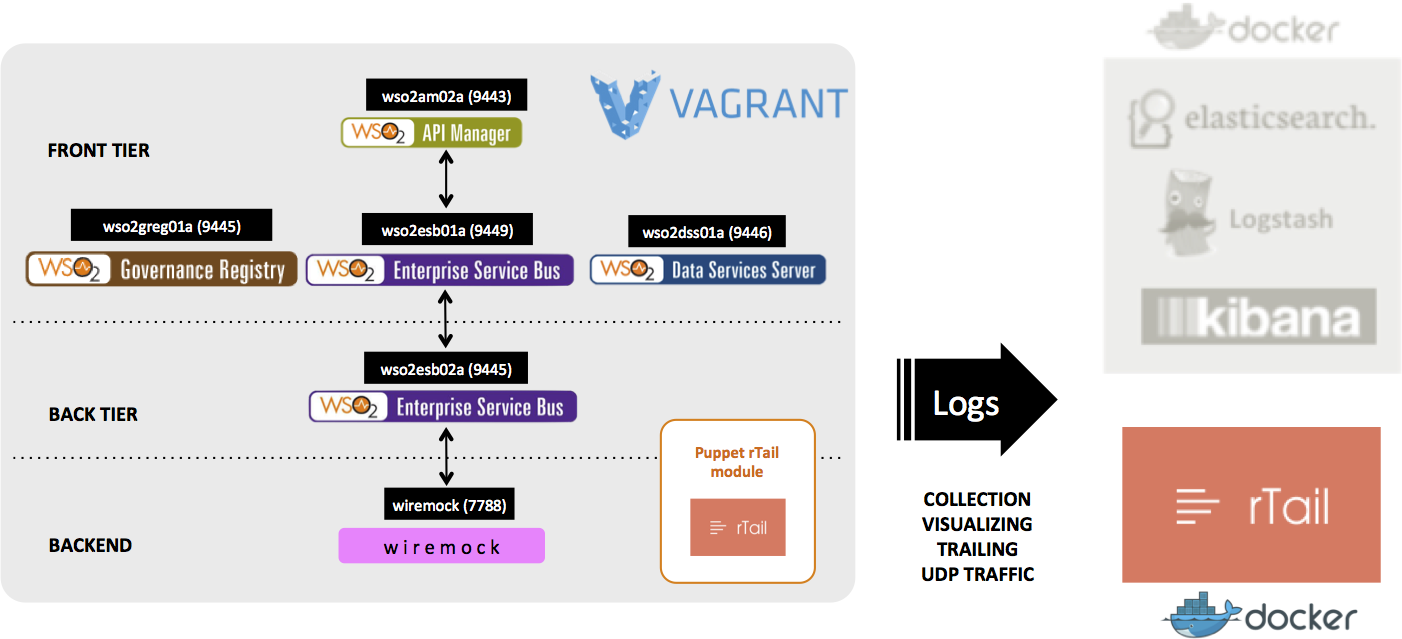 docker
VAGRANT
elasticsearch.
Logstash
kibana
FRONT TIER
wso2am02a (9443)
WSO2 API Manager
wso2greg01a (9445)
WSO2 Governance Registry
wso2esb01a (9449)
WSO2 Enterprise Service Bus
wso2dss01a (9446)
WSO2 Data Services Server
BACK TIER
wso2esb02a (9445)
WSO2 Enterprise Service Bus
BACKEND
wiremock (7788)
wiremock
Puppet rTail
module
rTail
Logs
COLLECTION
VISUALIZING
TRAILING
UDP TRAFFIC
rTail
docker